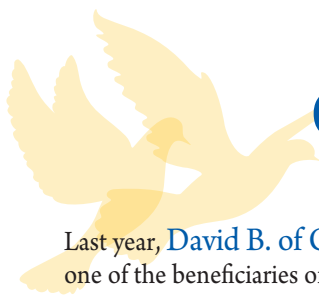 Last year, David B. of
one of the beneficiaries